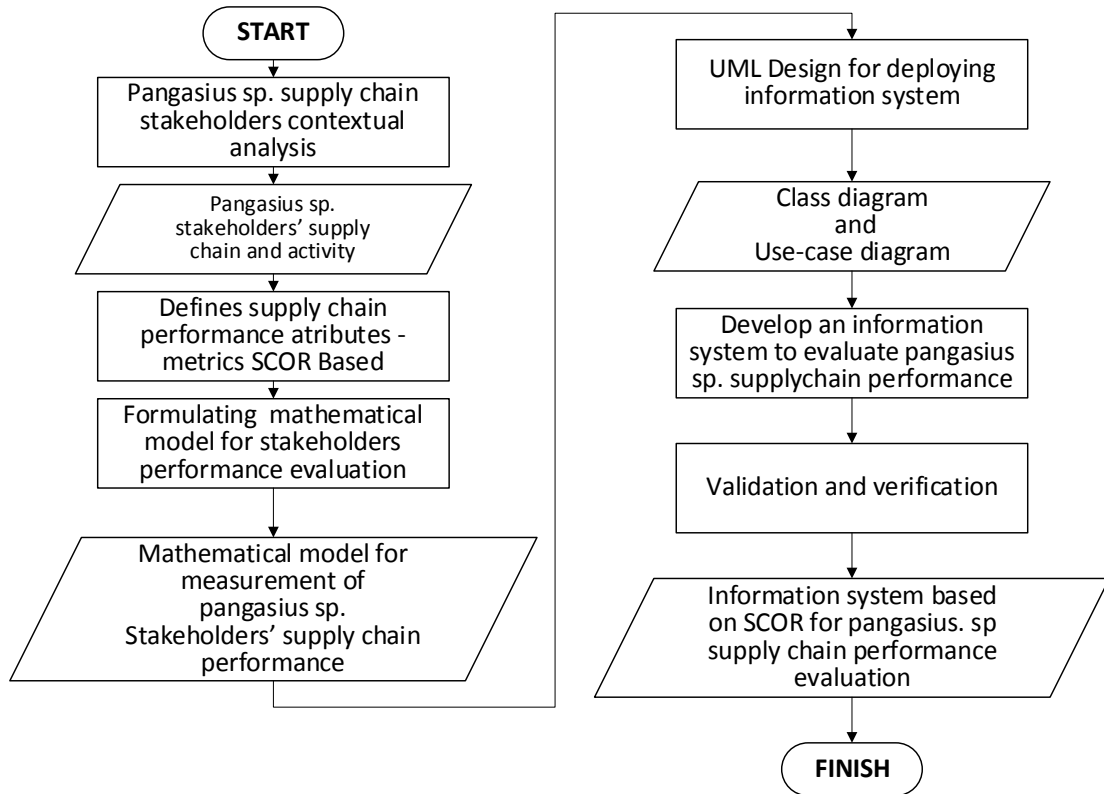 START
Pangasius sp. supply chain
stakeholders contextual
analysis
Pangasius sp.
stakeholders’ supply
chain and activity
Defines supply chain
performance atributes -
metrics SCOR Based
Formulating mathematical
model for stakeholders
performance evaluation
Mathematical model for
measurement of
pangasius sp.
Stakeholders’ supply chain
performance
UML Design for deploying
information system
Class diagram
and
Use-case diagram
Develop an information
system to evaluate pangasius
sp. supplychain performance
Validation and verification
Information system based
on SCOR for pangasius. sp
supply chain performance
evaluation
FINISH